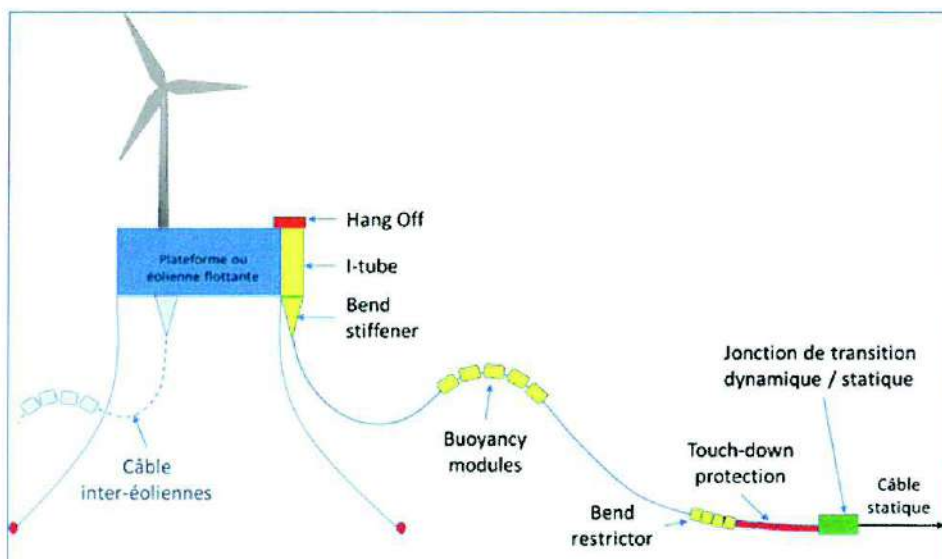 Hang Off
Plateforme ou
éolienne flottante
I-tube
Bend
stiffener
Jonction de transition
dynamique / statique
Buoyancy
modules
Touch-down
protection
Câble
statique
Câble
inter-éoliennes
Bend
restrictor